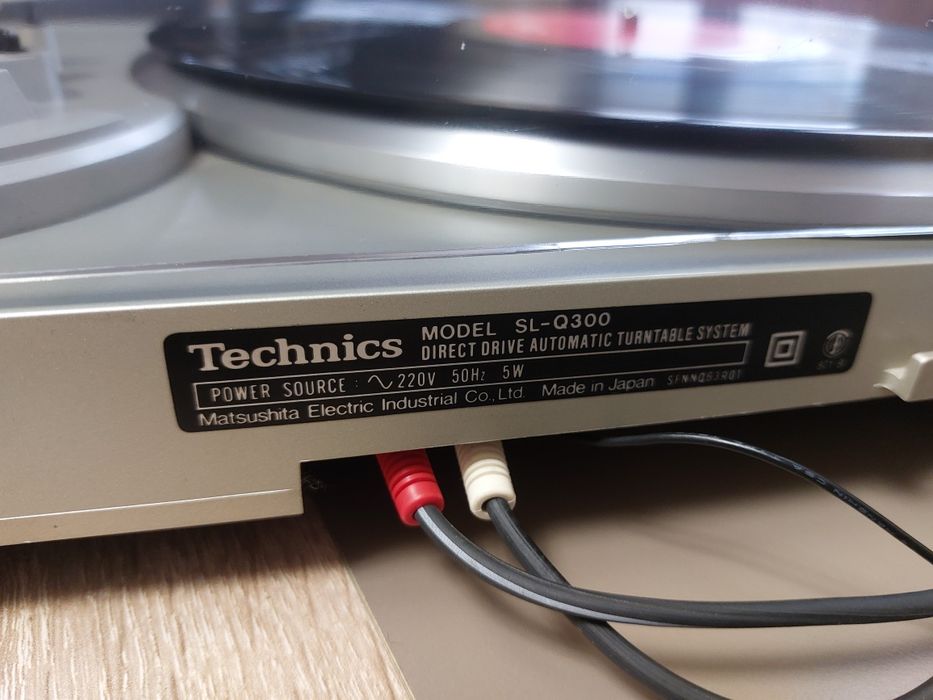 Technics MODEL SL-Q300
DIRECT DRIVE AUTOMATIC TURNTABLE SYSTEM
POWER SOURCE : ∿ 220V 50Hz 5W
Matsushita Electric Industrial Co., Ltd. Made in Japan